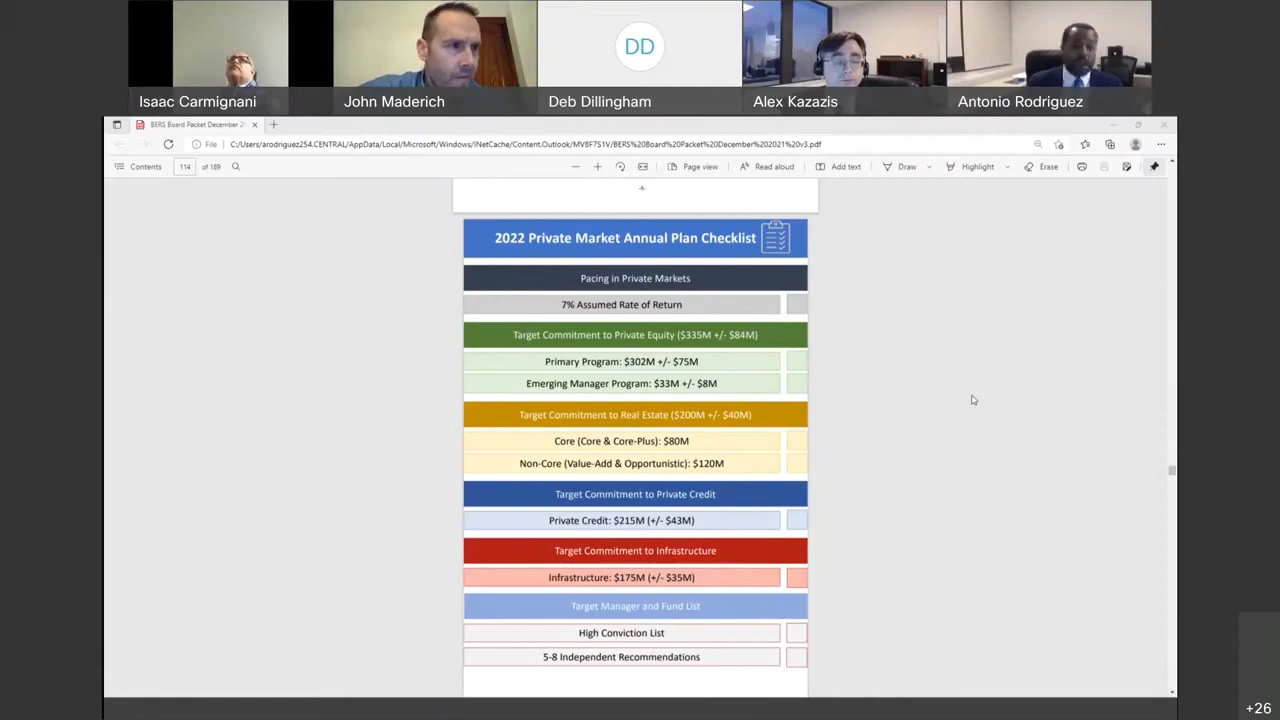 DD
Isaac Carmignani
John Maderich
Deb Dillingham
Alex Kazazis
Antonio Rodriguez
BERS Board Packet December 2
File
C:/Users/arodriguez254.CENTRAL/AppData/Local/Microsoft/Windows/INetCache/Content.Outlook/MV8F7S1V/BERS%20Board%20Packet%20December%202021%20v3.pdf
Contents 114 of 189 Page view Read aloud Add text Draw Highlight Erase
2022 Private Market Annual Plan Checklist
Pacing in Private Markets
7% Assumed Rate of Return
Target Commitment to Private Equity ($335M +/- $84M)
Primary Program: $302M +/- $75M
Emerging Manager Program: $33M +/- $8M
Target Commitment to Real Estate ($200M +/- $40M)
Core (Core & Core-Plus): $80M
Non-Core (Value-Add & Opportunistic): $120M
Target Commitment to Private Credit
Private Credit: $215M (+/- $43M)
Target Commitment to Infrastructure
Infrastructure: $175M (+/- $35M)
Target Manager and Fund List
High Conviction List
5-8 Independent Recommendations
+26